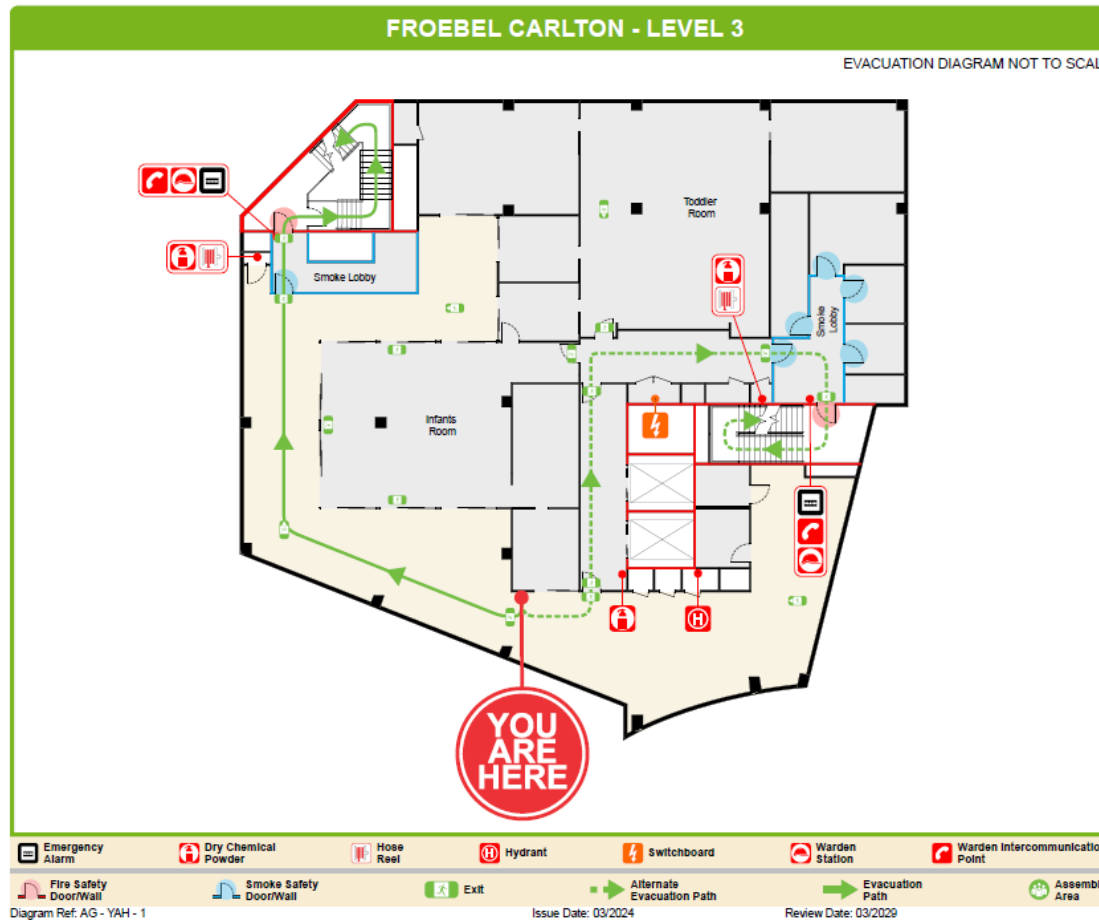 FROEBEL CARLTON - LEVEL 3
EVACUATION DIAGRAM NOT TO SCAL
Toddler
Room
Smoke Lobby
Smoke
Lobby
Infants
Room
H
YOU
ARE
HERE
Emergency
Alarm
Dry Chemical
Powder
Hose
Reel
H
Hydrant
Switchboard
Warden
Station
Warden Intercommunicatio
Point
Fire Safety
Door/Wall
Smoke Safety
Door/Wall
Exit
Alternate
Evacuation Path
Evacuation
Path
Assembl
Area
Diagram Ref: AG - YAH - 1
Issue Date: 03/2024
Review Date: 03/2029